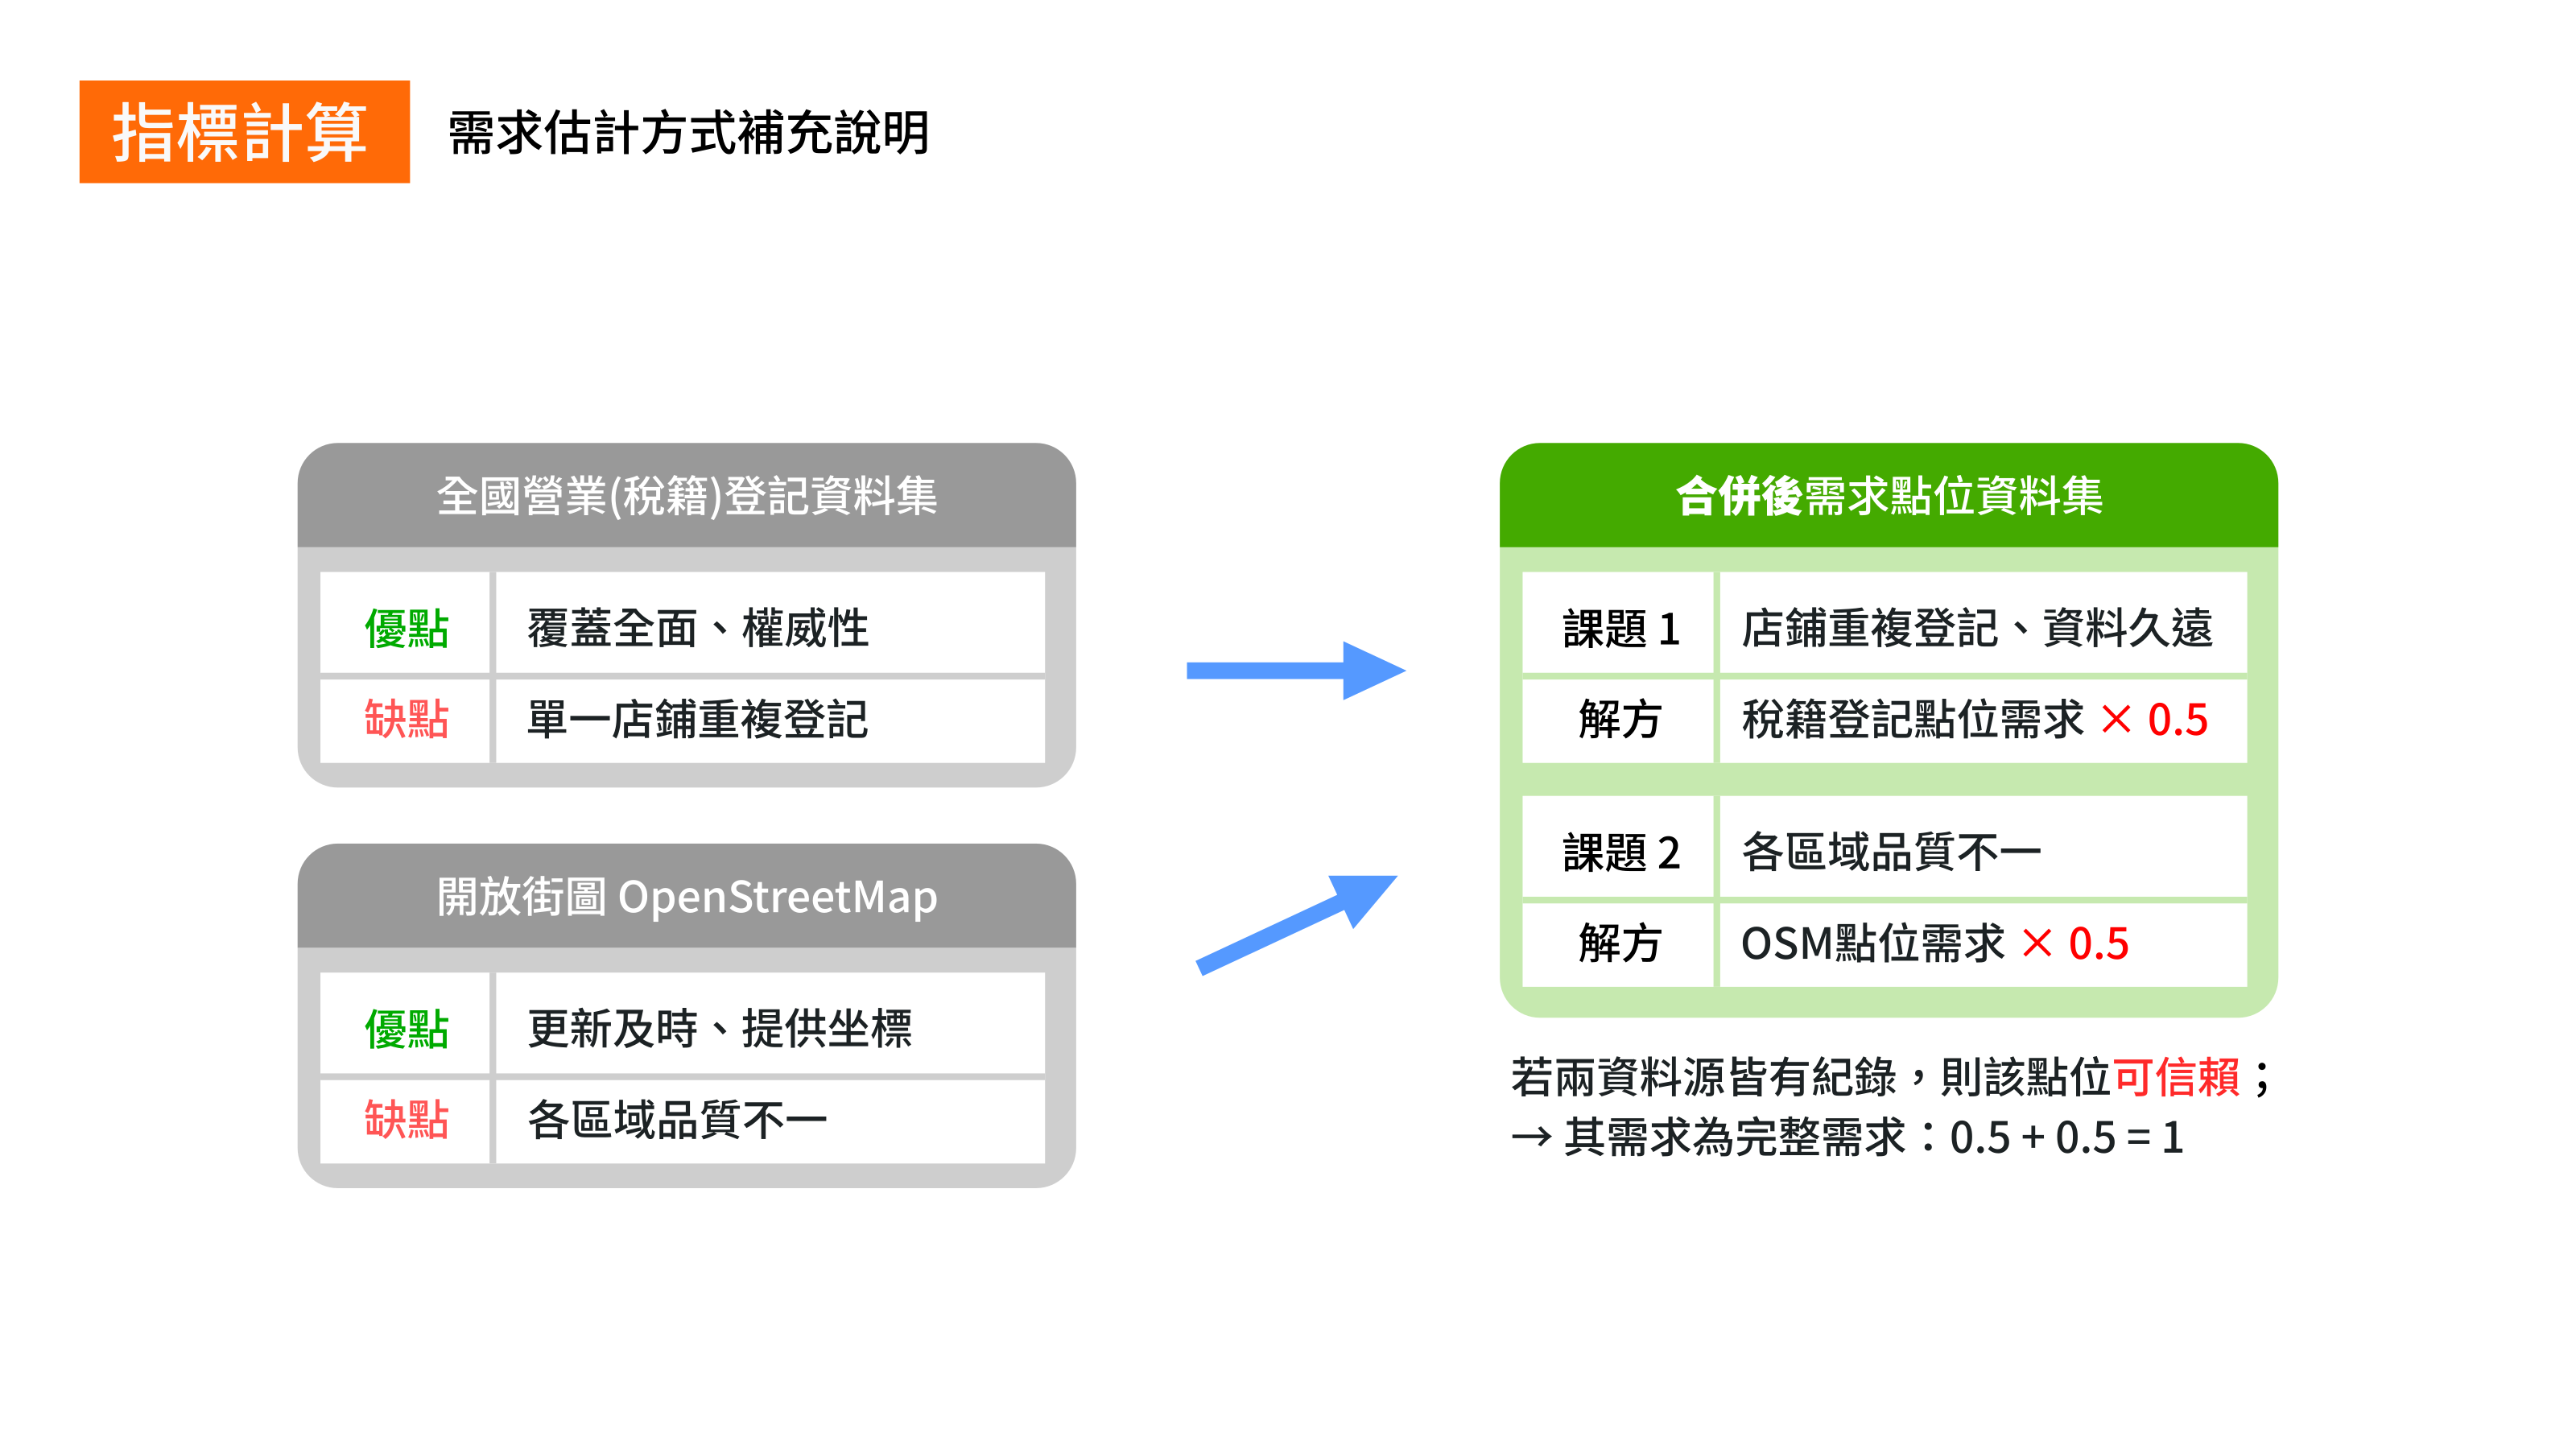 指標計算
需求估計方式補充說明
全國營業(稅籍)登記資料集
優點
覆蓋全面、權威性
缺點
單一店鋪重複登記
開放街圖 OpenStreetMap
優點
更新及時、提供坐標
缺點
各區域品質不一
合併後需求點位資料集
課題 1
店鋪重複登記、資料久遠
解方
稅籍登記點位需求 × 0.5
課題 2
各區域品質不一
解方
OSM點位需求 × 0.5
若兩資料源皆有紀錄，則該點位可信賴；
→ 其需求為完整需求：0.5 + 0.5 = 1